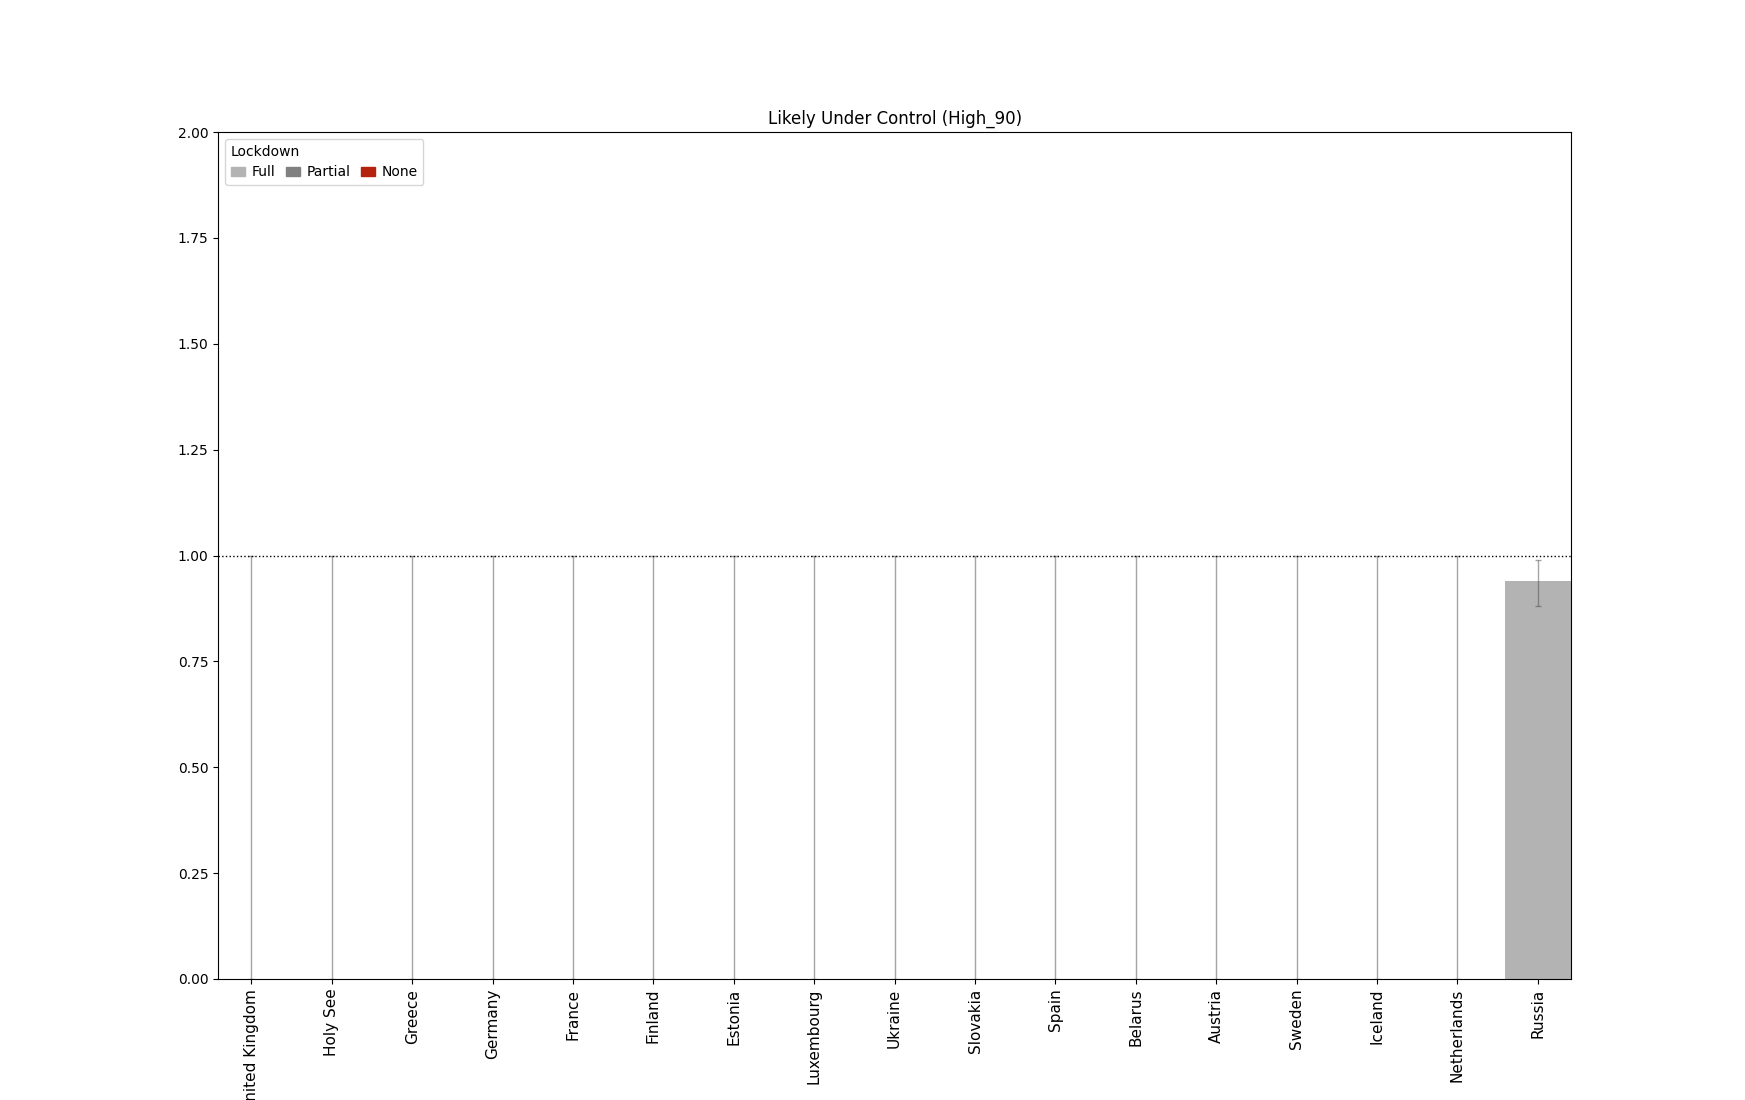 Likely Under Control (High_90)
2.00
Lockdown
Full Partial None
1.75
1.50
1.25
1.00
0.75
0.50
0.25
0.00
nited Kingdom
Holy See
Greece
Germany
France
Finland
Estonia
Luxembourg
Ukraine
Slovakia
Spain
Belarus
Austria
Sweden
Iceland
Netherlands
Russia